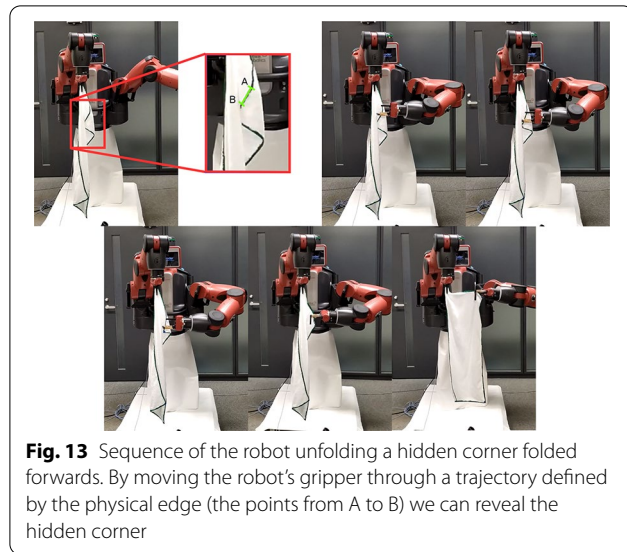 A
B
Fig. 13 Sequence of the robot unfolding a hidden corner folded
forwards. By moving the robot's gripper through a trajectory defined
by the physical edge (the points from A to B) we can reveal the
hidden corner